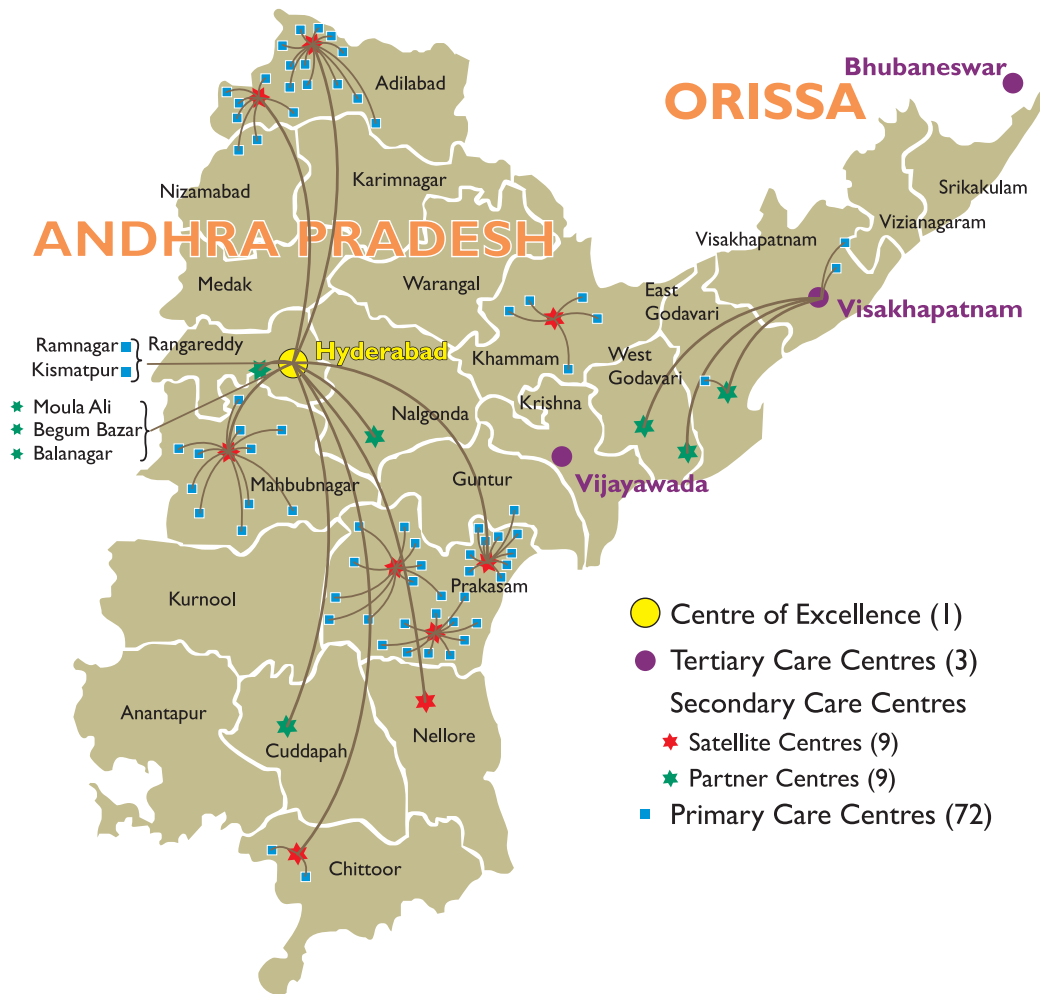 Bhubaneswar
ORISSA
Adilabad
Nizamabad
Karimnagar
Srikakulam
Vizianagaram
Visakhapatnam
ANDHRA PRADESH
Medak
Warangal
East
Godavari
Visakhapatnam
Ramnagar
Kismatpur
Rangareddy
Hyderabad
Khammam
West
Godavari
Moula Ali
Begum Bazar
Balanagar
Nalgonda
Krishna
Mahbubnagar
Guntur
Vijayawada
Kurnool
Prakasam
Anantapur
Cuddapah
Nellore
Chittoor
Centre of Excellence (1)
Tertiary Care Centres (3)
Secondary Care Centres
Satellite Centres (9)
Partner Centres (9)
Primary Care Centres (72)